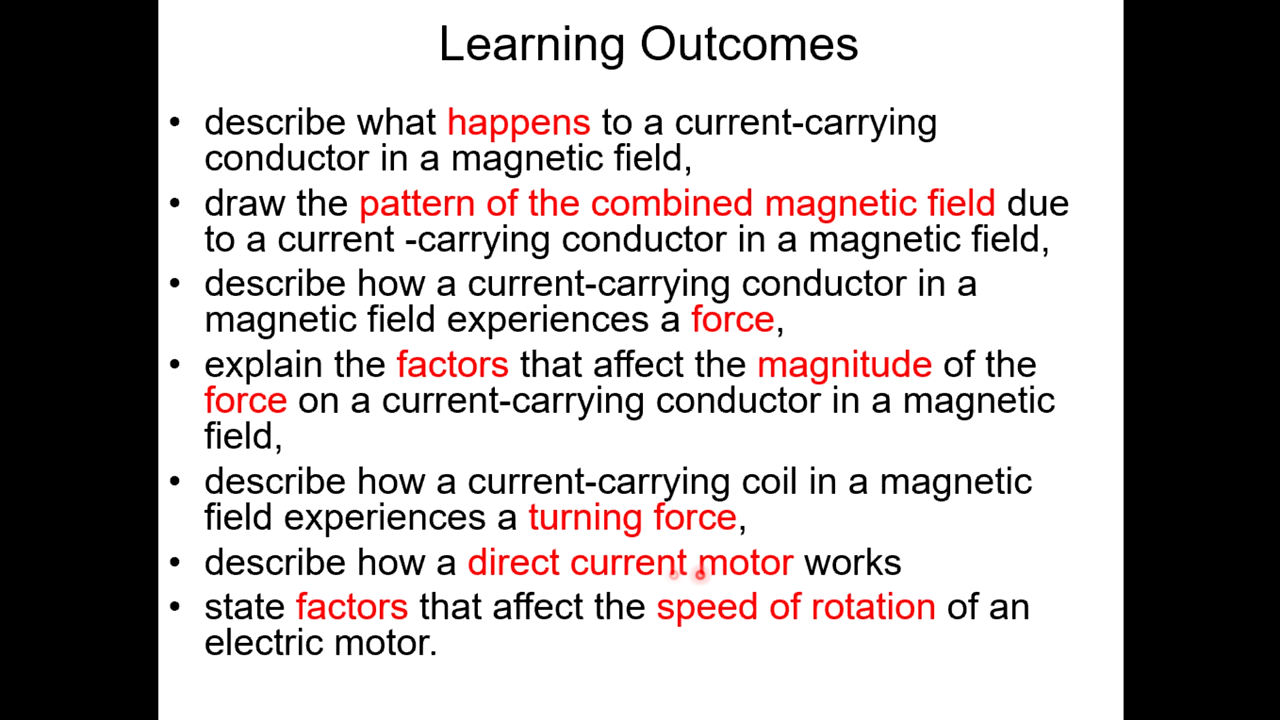 Learning Outcomes
• describe what happens to a current-carrying
conductor in a magnetic field,
• draw the pattern of the combined magnetic field due
to a current -carrying conductor in a magnetic field,
• describe how a current-carrying conductor in a
magnetic field experiences a force,
• explain the factors that affect the magnitude of the
force on a current-carrying conductor in a magnetic
field,
• describe how a current-carrying coil in a magnetic
field experiences a turning force,
• describe how a direct current motor works
• state factors that affect the speed of rotation of an
electric motor.